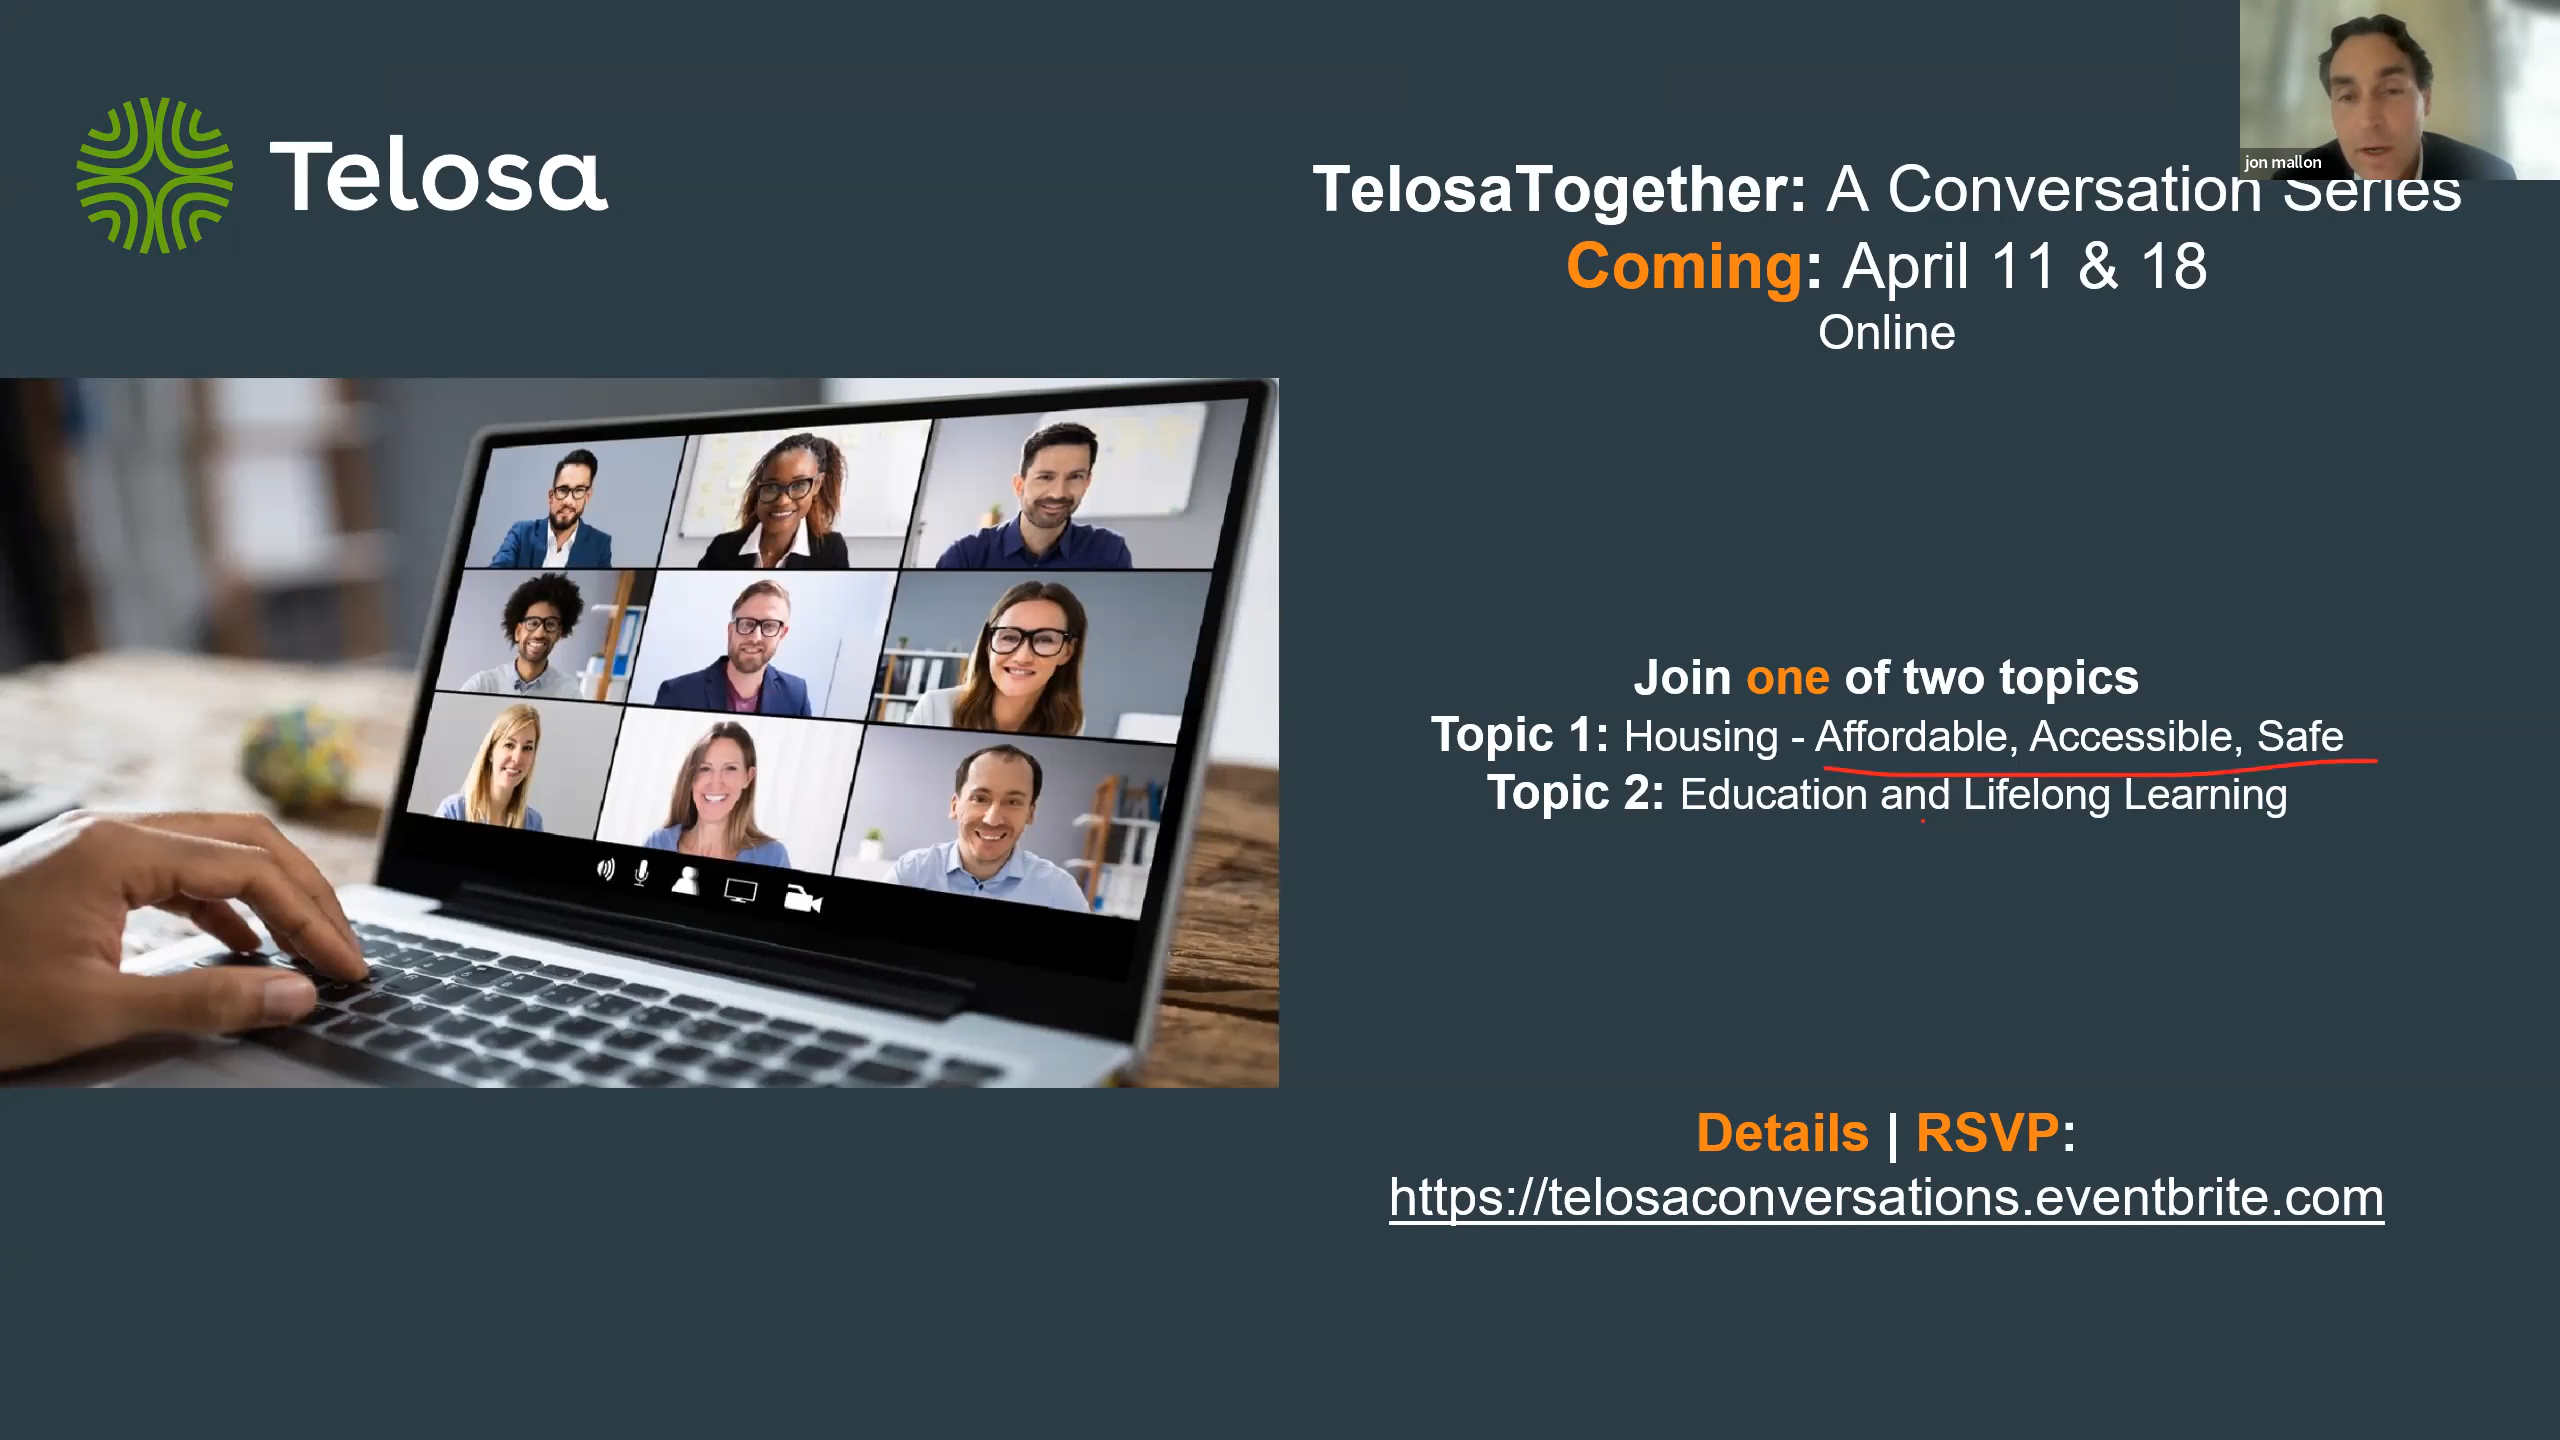 Telosa
jon mallon
TelosaTogether: A Conversation Series
Coming: April 11 & 18
Online
Join one of two topics
Topic 1: Housing - Affordable, Accessible, Safe
Topic 2: Education and Lifelong Learning
Details | RSVP:
https://telosaconversations.eventbrite.com